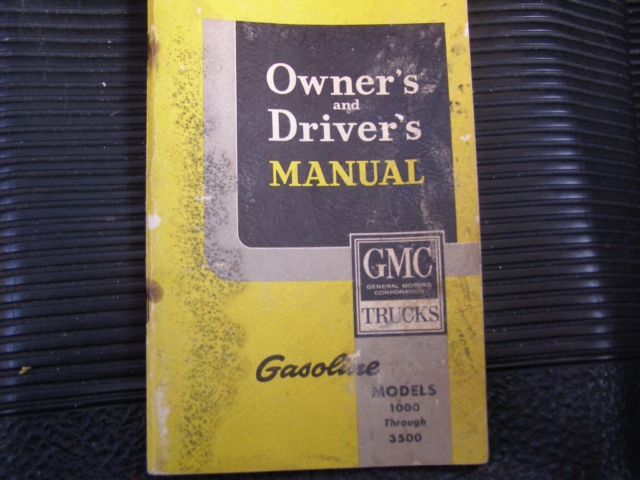 Owner's
and
Driver's
MANUAL
GMC
GENERAL MOTORS
CORPORATION
TRUCKS
Gasoline
MODELS
1000
Through
3500